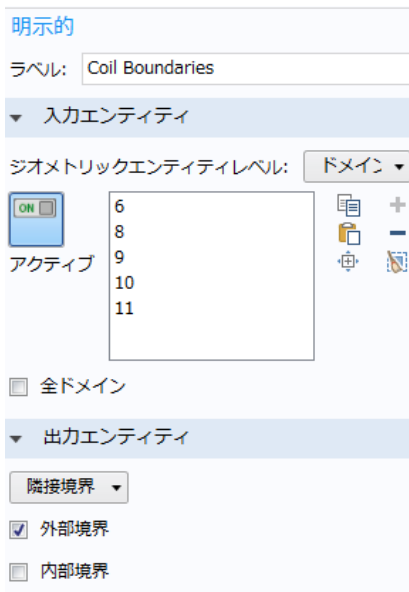 明示的
ラベル: Coil Boundaries
入力エンティティ
ジオメトリックエンティティレベル: ドメイン
ON
6
8
9
10
11
アクティブ
全ドメイン
出力エンティティ
隣接境界
外部境界
内部境界